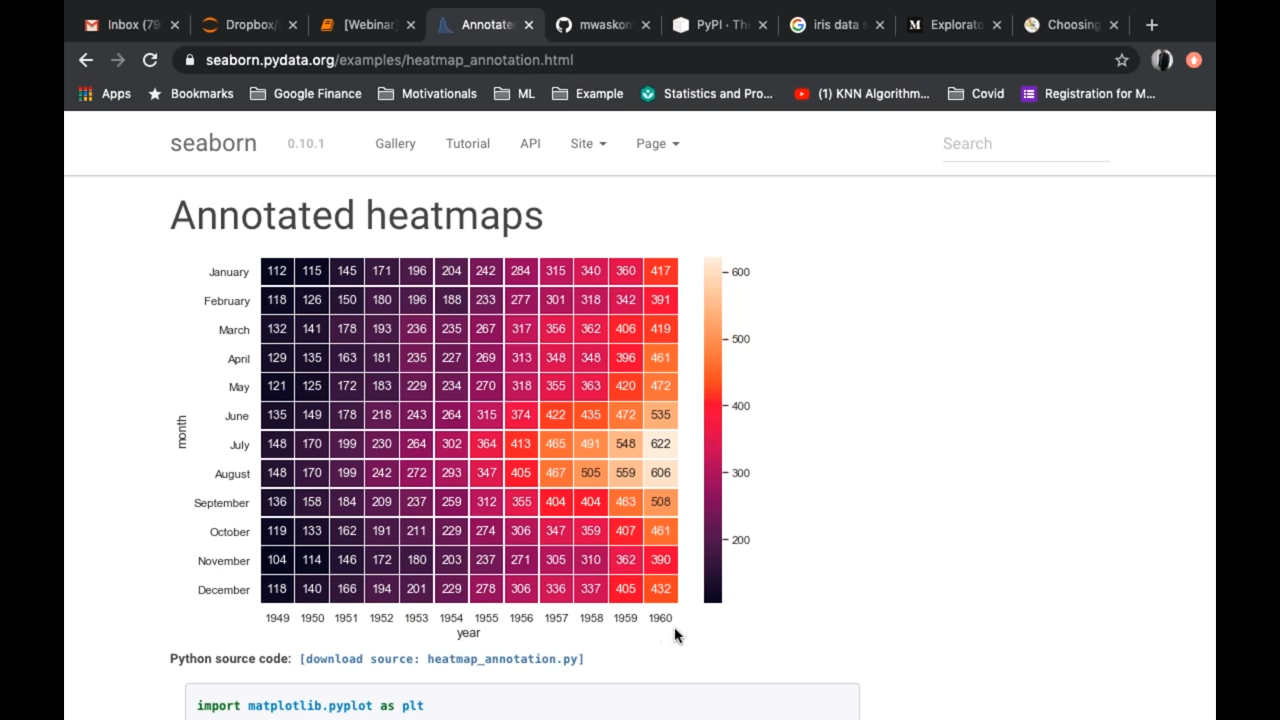 Inbox (79 Dropbox/ [Webinar Annotate mwaskon PyPI · The iris data s Explorato Choosing
seaborn.pydata.org/examples/heatmap_annotation.html
Apps Bookmarks Google Finance Motivationals ML Example Statistics and Pro... (1) KNN Algorithm... Covid Registration for M...
seaborn 0.10.1 Gallery Tutorial API Site Page Search
Annotated heatmaps
January 112 115 145 171 196 204 242 284 315 340 360 417 600
February 118 126 150 180 196 188 233 277 301 318 342 391
March 132 141 178 193 236 235 267 317 356 362 406 419 500
April 129 135 163 181 235 227 269 313 348 348 396 461
May 121 125 172 183 229 234 270 318 355 363 420 472 400
June 135 149 178 218 243 264 315 374 422 435 472 535
month
July 148 170 199 230 264 302 364 413 465 491 548 622
August 148 170 199 242 272 293 347 405 467 505 559 606 300
September 136 158 184 209 237 259 312 355 404 404 463 508
October 119 133 162 191 211 229 274 306 347 359 407 461 200
November 104 114 146 172 180 203 237 271 305 310 362 390
December 118 140 166 194 201 229 278 306 336 337 405 432
1949 1950 1951 1952 1953 1954 1955 1956 1957 1958 1959 1960
year
Python source code: [download source: heatmap_annotation.py]
import matplotlib.pyplot as plt